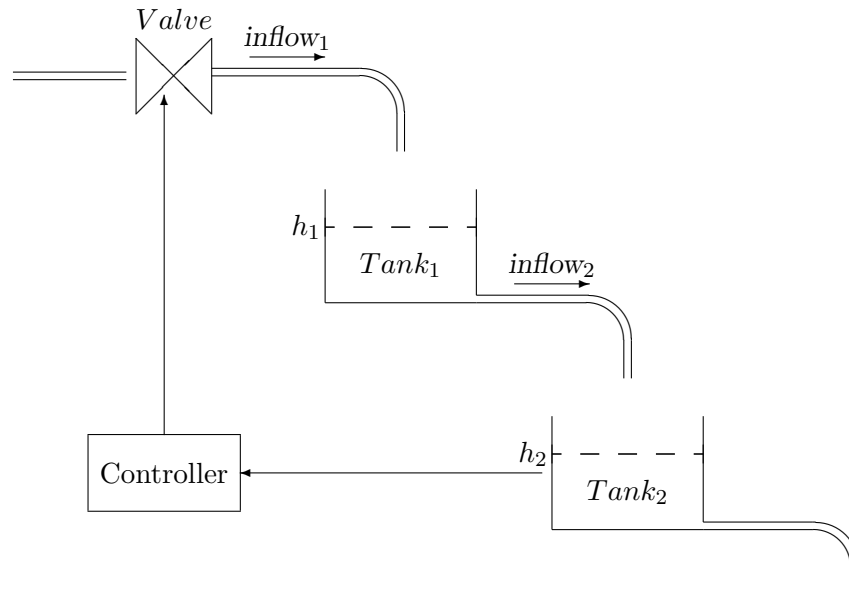 Valve
inflow₁
h₁
Tank₁
inflow₂
h₂
Controller
Tank₂